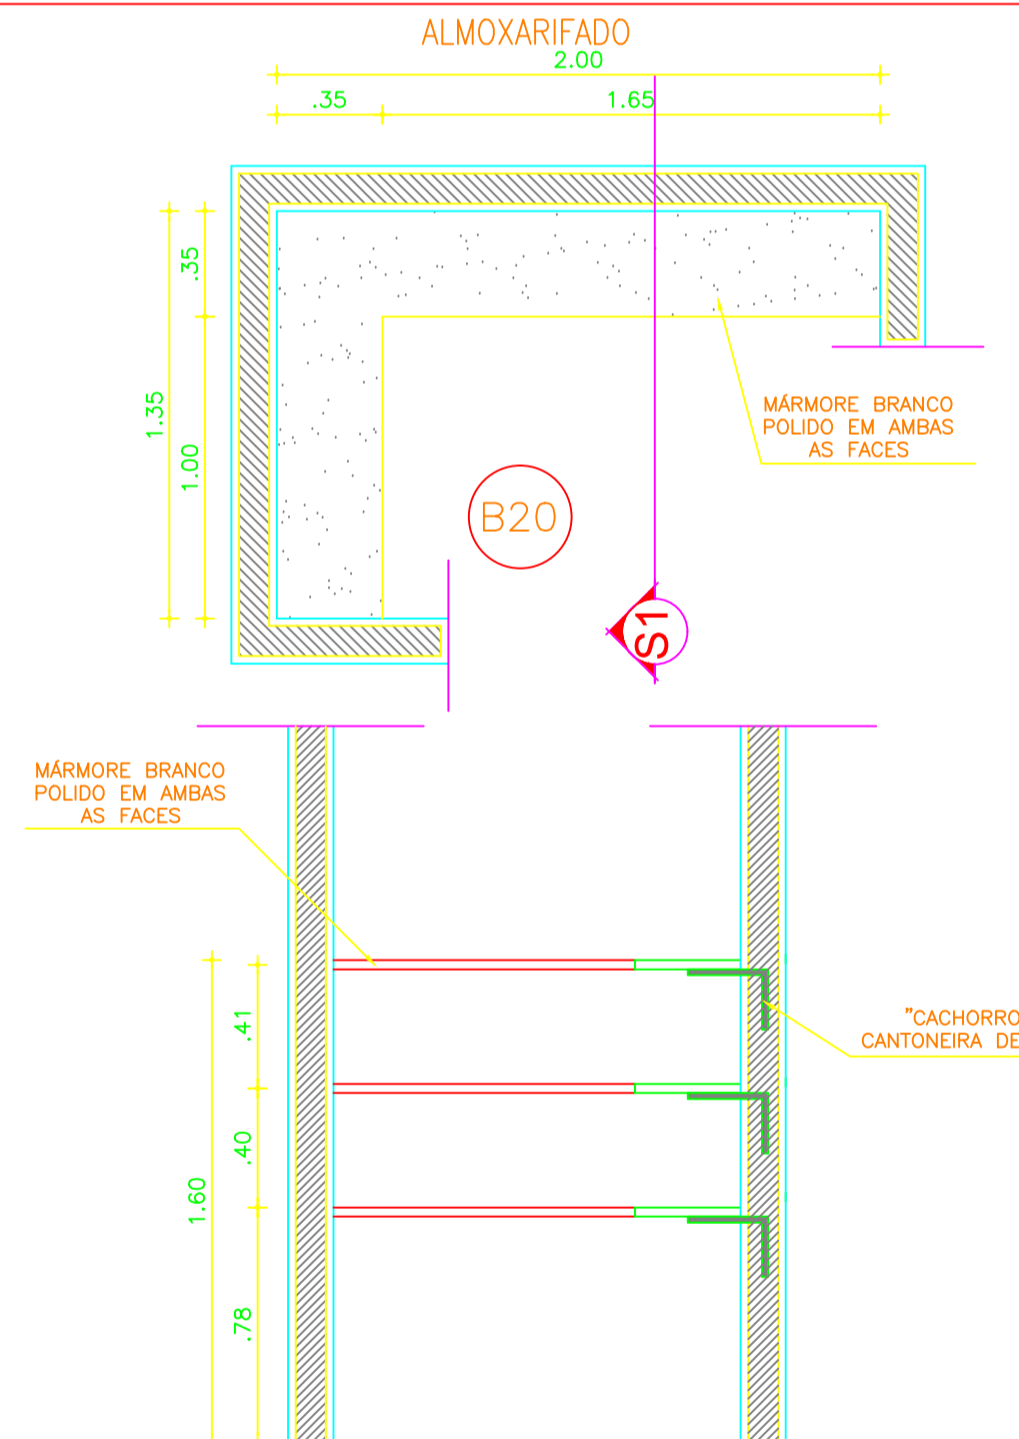 ALMOXARIFADO
2.00
.35
1.65
.35
1.35
1.00
MÁRMORE BRANCO
POLIDO EM AMBAS
AS FACES
B20
S1
MÁRMORE BRANCO
POLIDO EM AMBAS
AS FACES
"CACHORRO
CANTONEIRA DE
.41
.40
1.60
.78